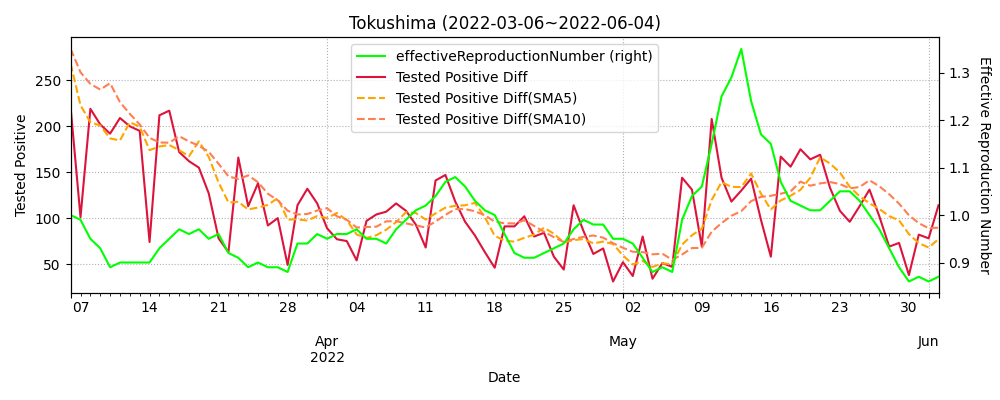 Tokushima (2022-03-06~2022-06-04)
effectiveReproductionNumber (right)
Tested Positive Diff
Tested Positive Diff(SMA5)
Tested Positive Diff(SMA10)
Tested Positive
250
200
150
100
50
1.3
1.2
1.1
1.0
0.9
Effective Reproduction Number
07 14 21 28 04 11 18 25 02 09 16 23 30
Apr May Jun
2022
Date